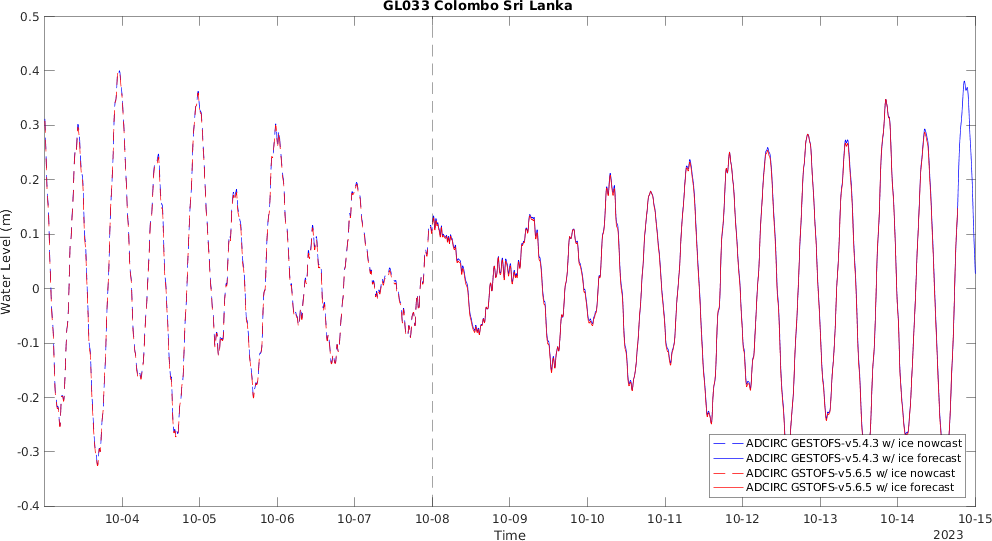 GL033 Colombo Sri Lanka
0.5
0.4
0.3
0.2
0.1
0
-0.1
-0.2
-0.3
-0.4
Water Level (m)
ADCIRC GESTOFS-v5.4.3 w/ ice nowcast
ADCIRC GESTOFS-v5.4.3 w/ ice forecast
ADCIRC GSTOFS-v5.6.5 w/ ice nowcast
ADCIRC GSTOFS-v5.6.5 w/ ice forecast
10-04 10-05 10-06 10-07 10-08 10-09 10-10 10-11 10-12 10-13 10-14 10-15
Time
2023